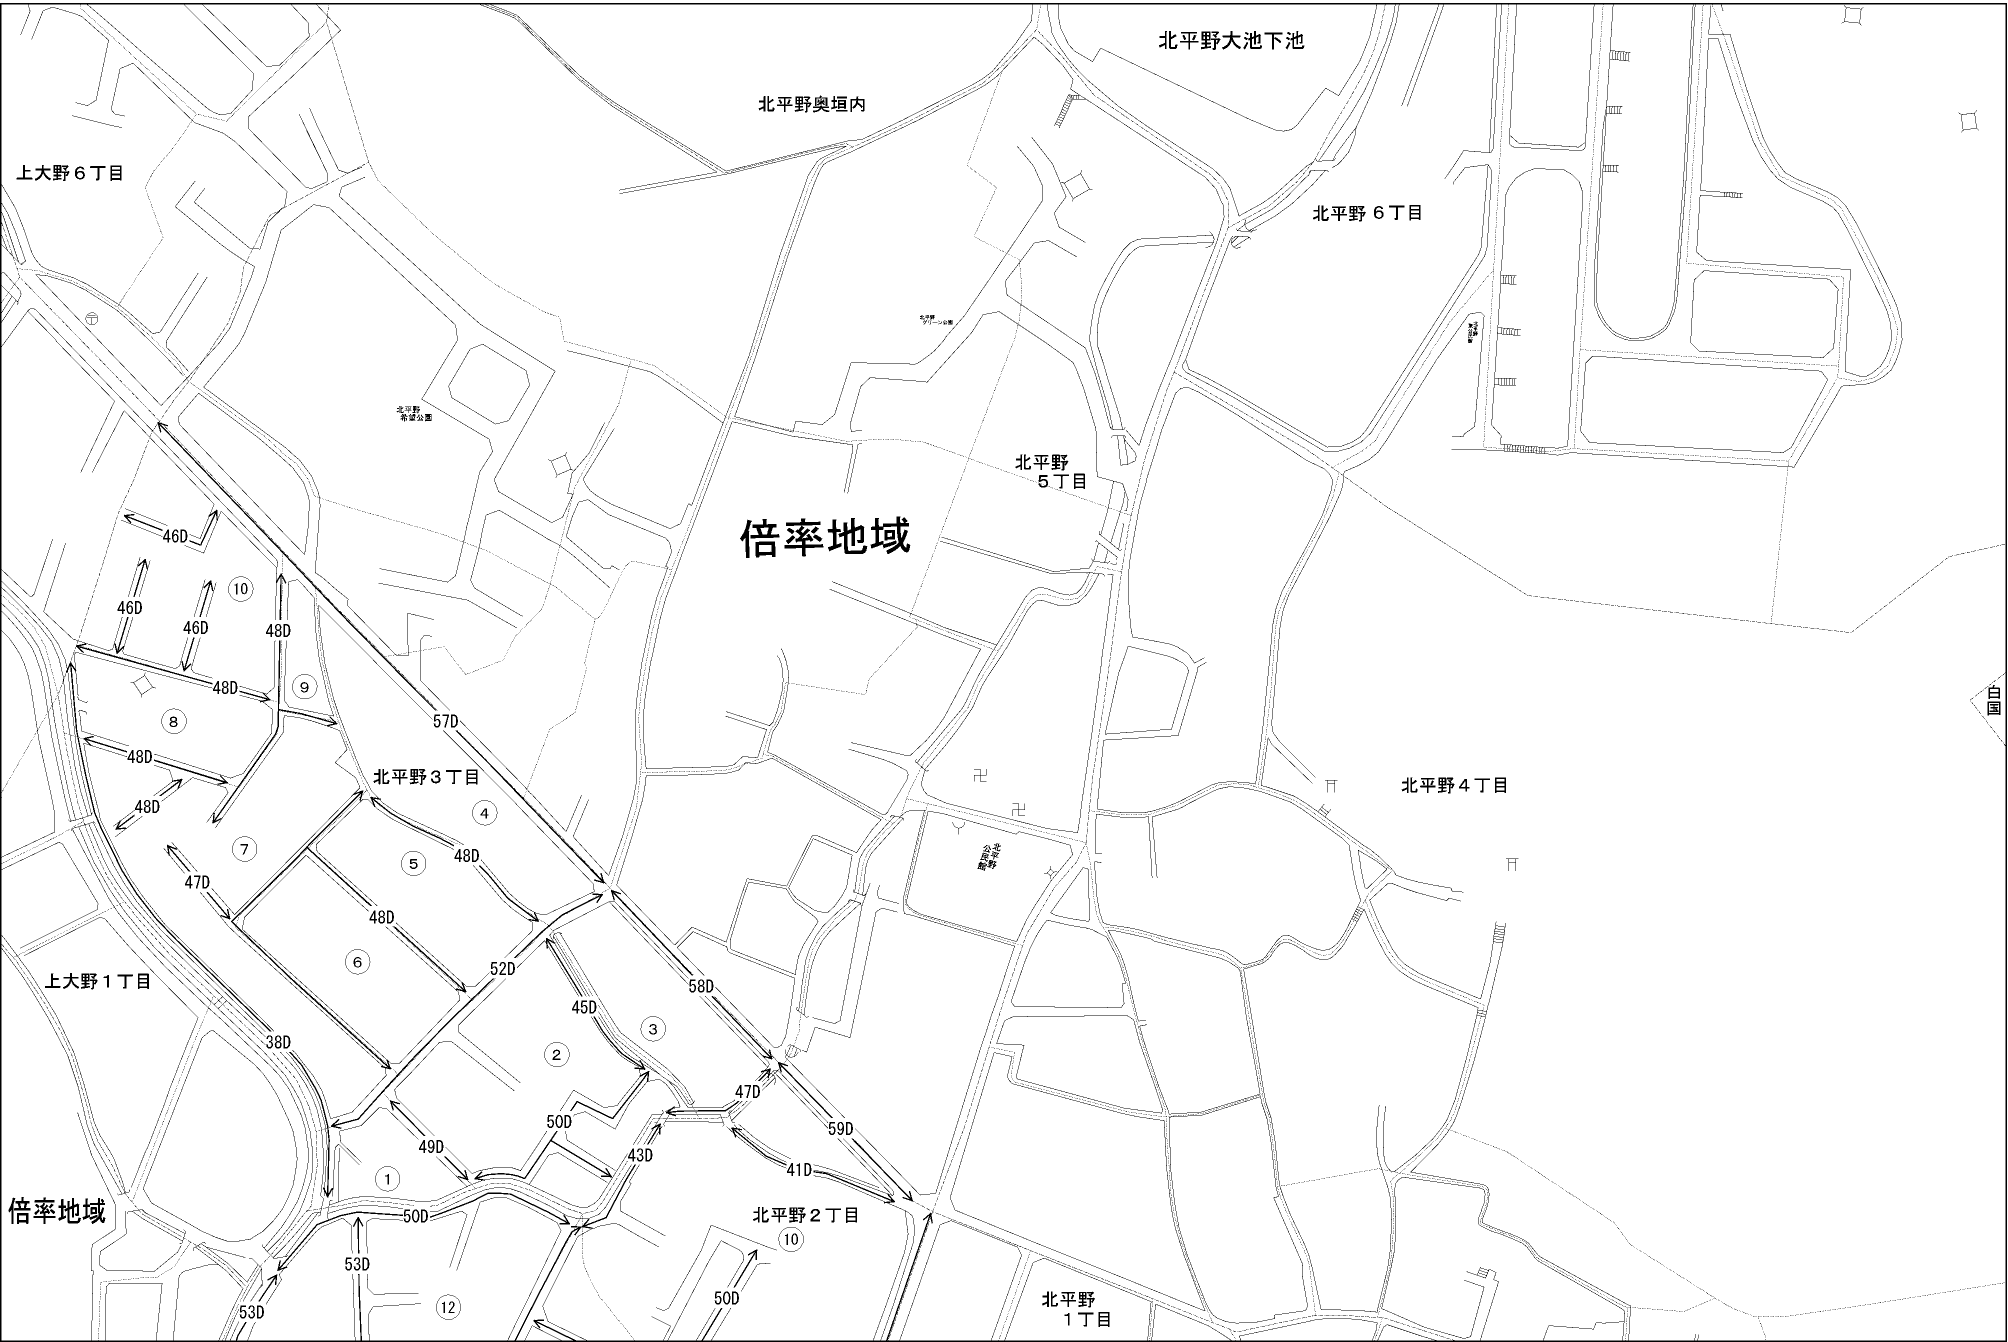 北平野大池下池
北平野奥垣内
上大野６丁目
北平野６丁目
北平野
グリーン公園
北平野
希望公園
北平野
５丁目
倍率地域
46D
⑩
46D
46D
48D
⑨
48D
⑧
57D
白国
48D
北平野３丁目
北平野４丁目
48D
④
⑦
⑤
48D
北平野
公民館
47D
48D
⑥
52D
上大野１丁目
58D
45D
③
38D
②
47D
50D
59D
49D
43D
41D
①
倍率地域
50D
北平野２丁目
⑩
53D
50D
北平野
１丁目
⑫
53D